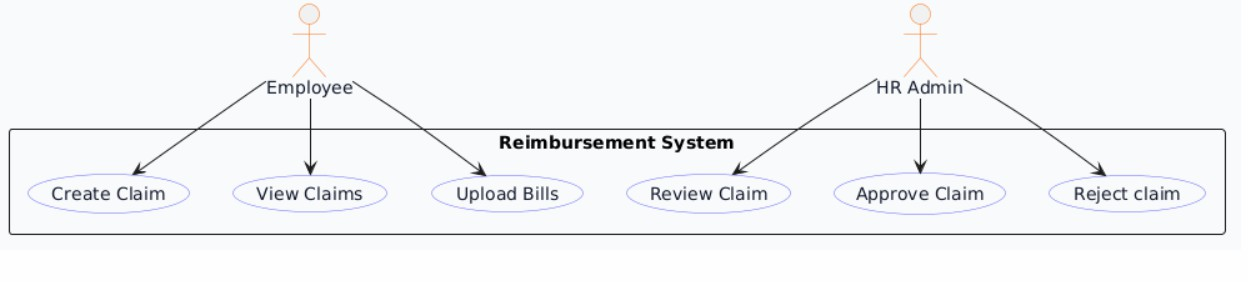 Employee
HR Admin
Reimbursement System
Create Claim
View Claims
Upload Bills
Review Claim
Approve Claim
Reject claim